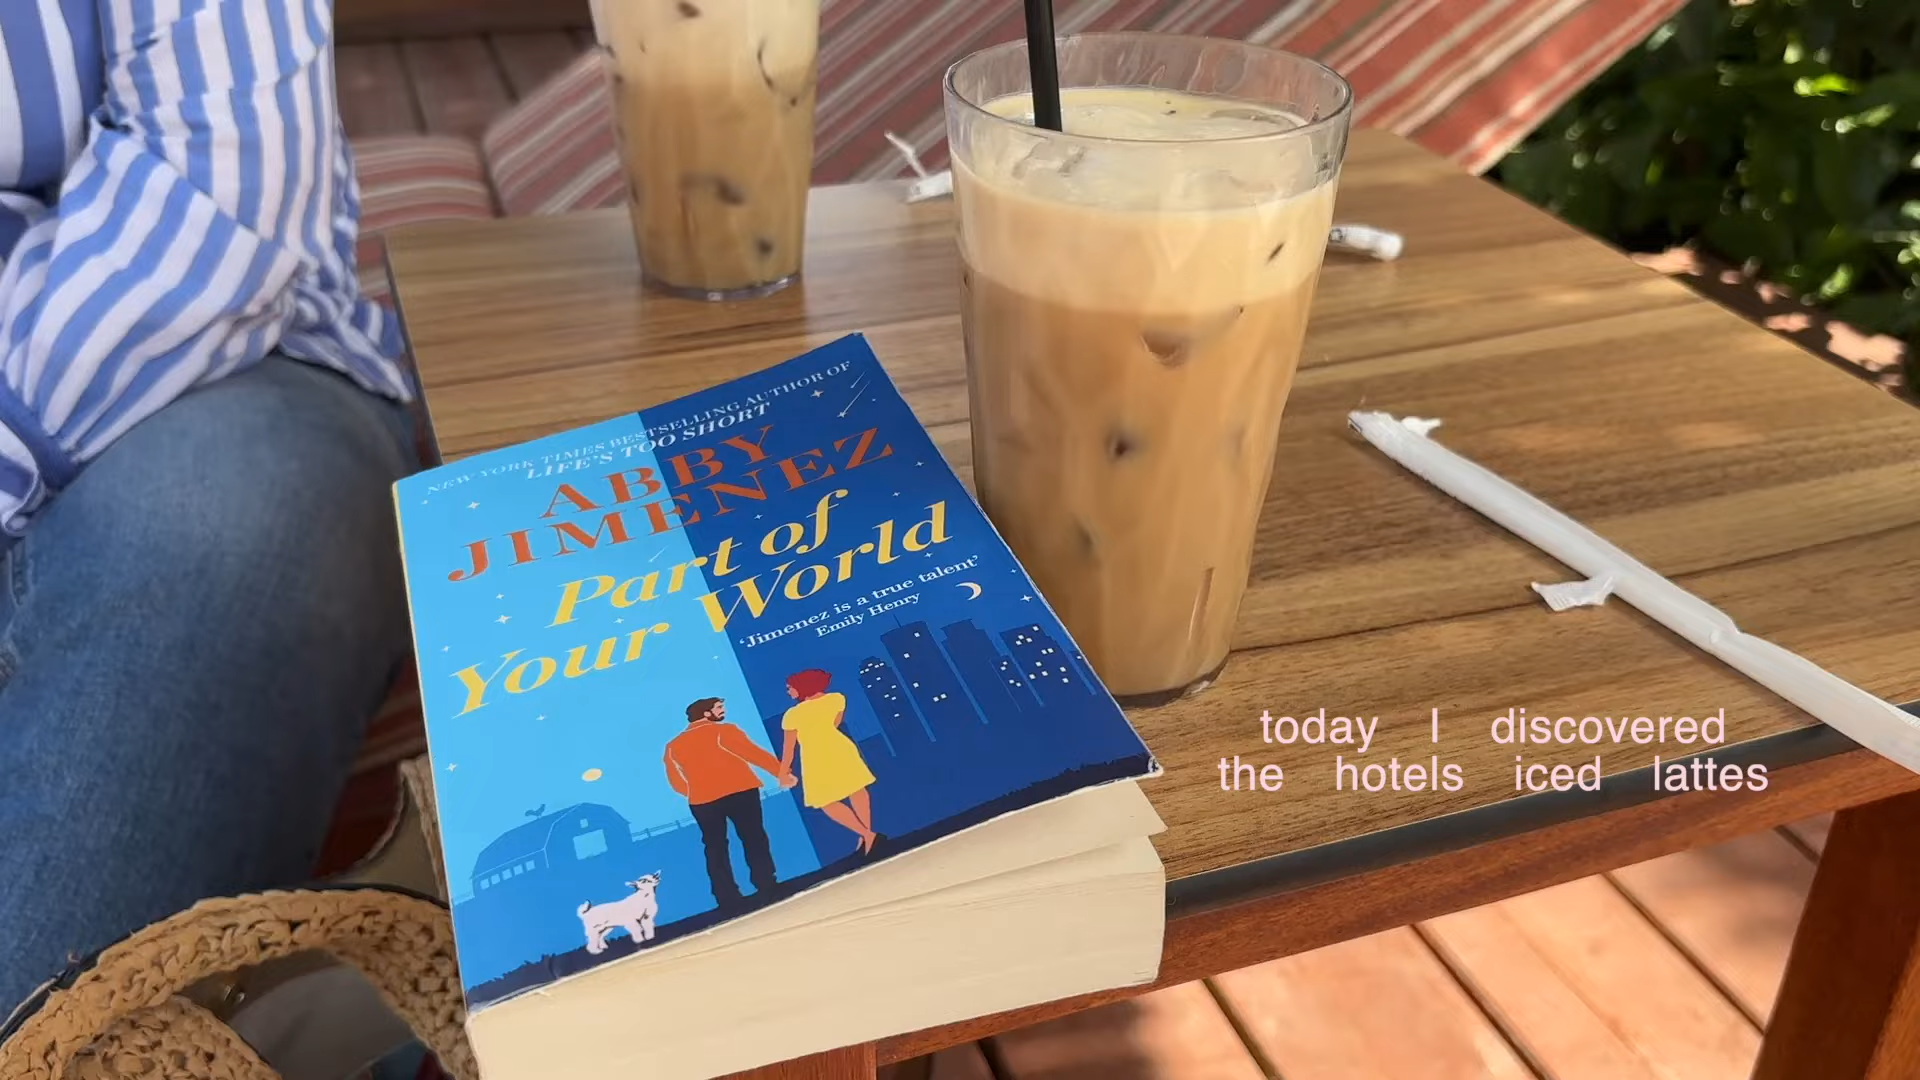 NEW YORK TIMES BESTSELLING AUTHOR OF
LIFE'S TOO SHORT
ABBY
JIMENEZ
Part of
Your World
'Jimenez is a true talent'
Emily Henry
today I discovered
the hotels iced lattes